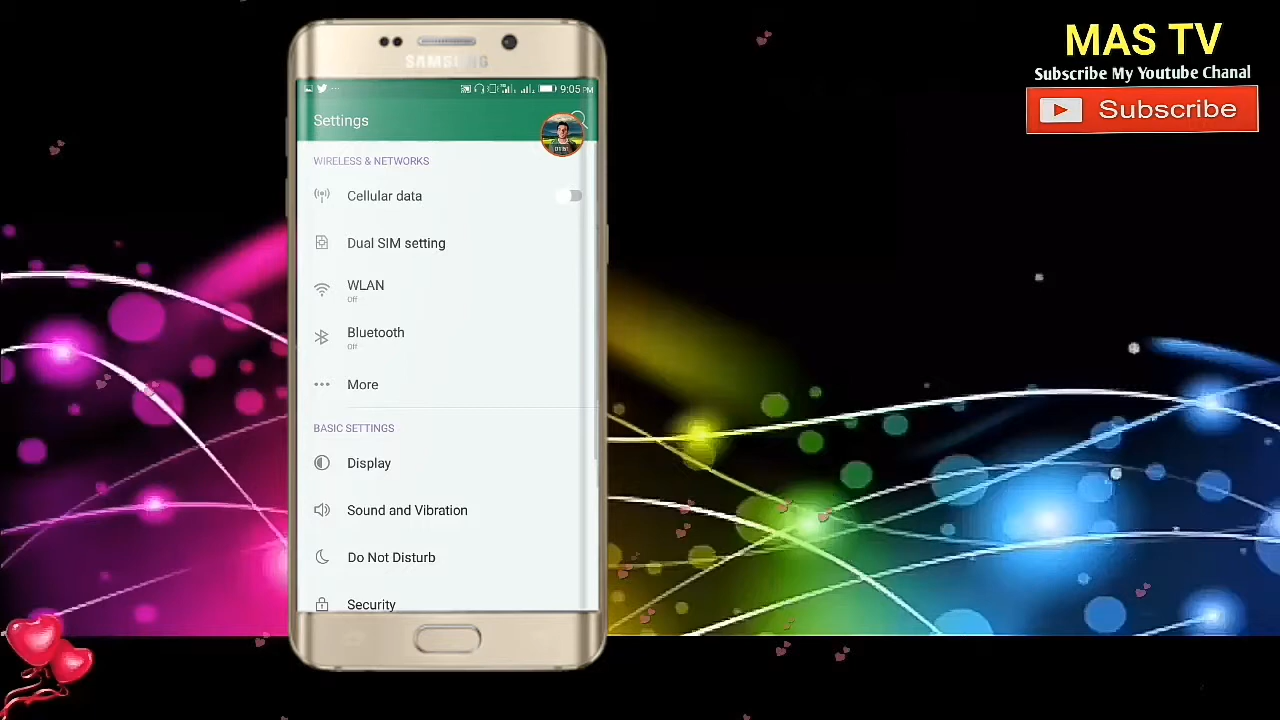 MAS TV
Subscribe My Youtube Chanal
Subscribe
SAMSUNG
9:05 PM
Settings
WIRELESS & NETWORKS
Cellular data
Dual SIM setting
WLAN
Off
Bluetooth
Off
More
BASIC SETTINGS
Display
Sound and Vibration
Do Not Disturb
Security